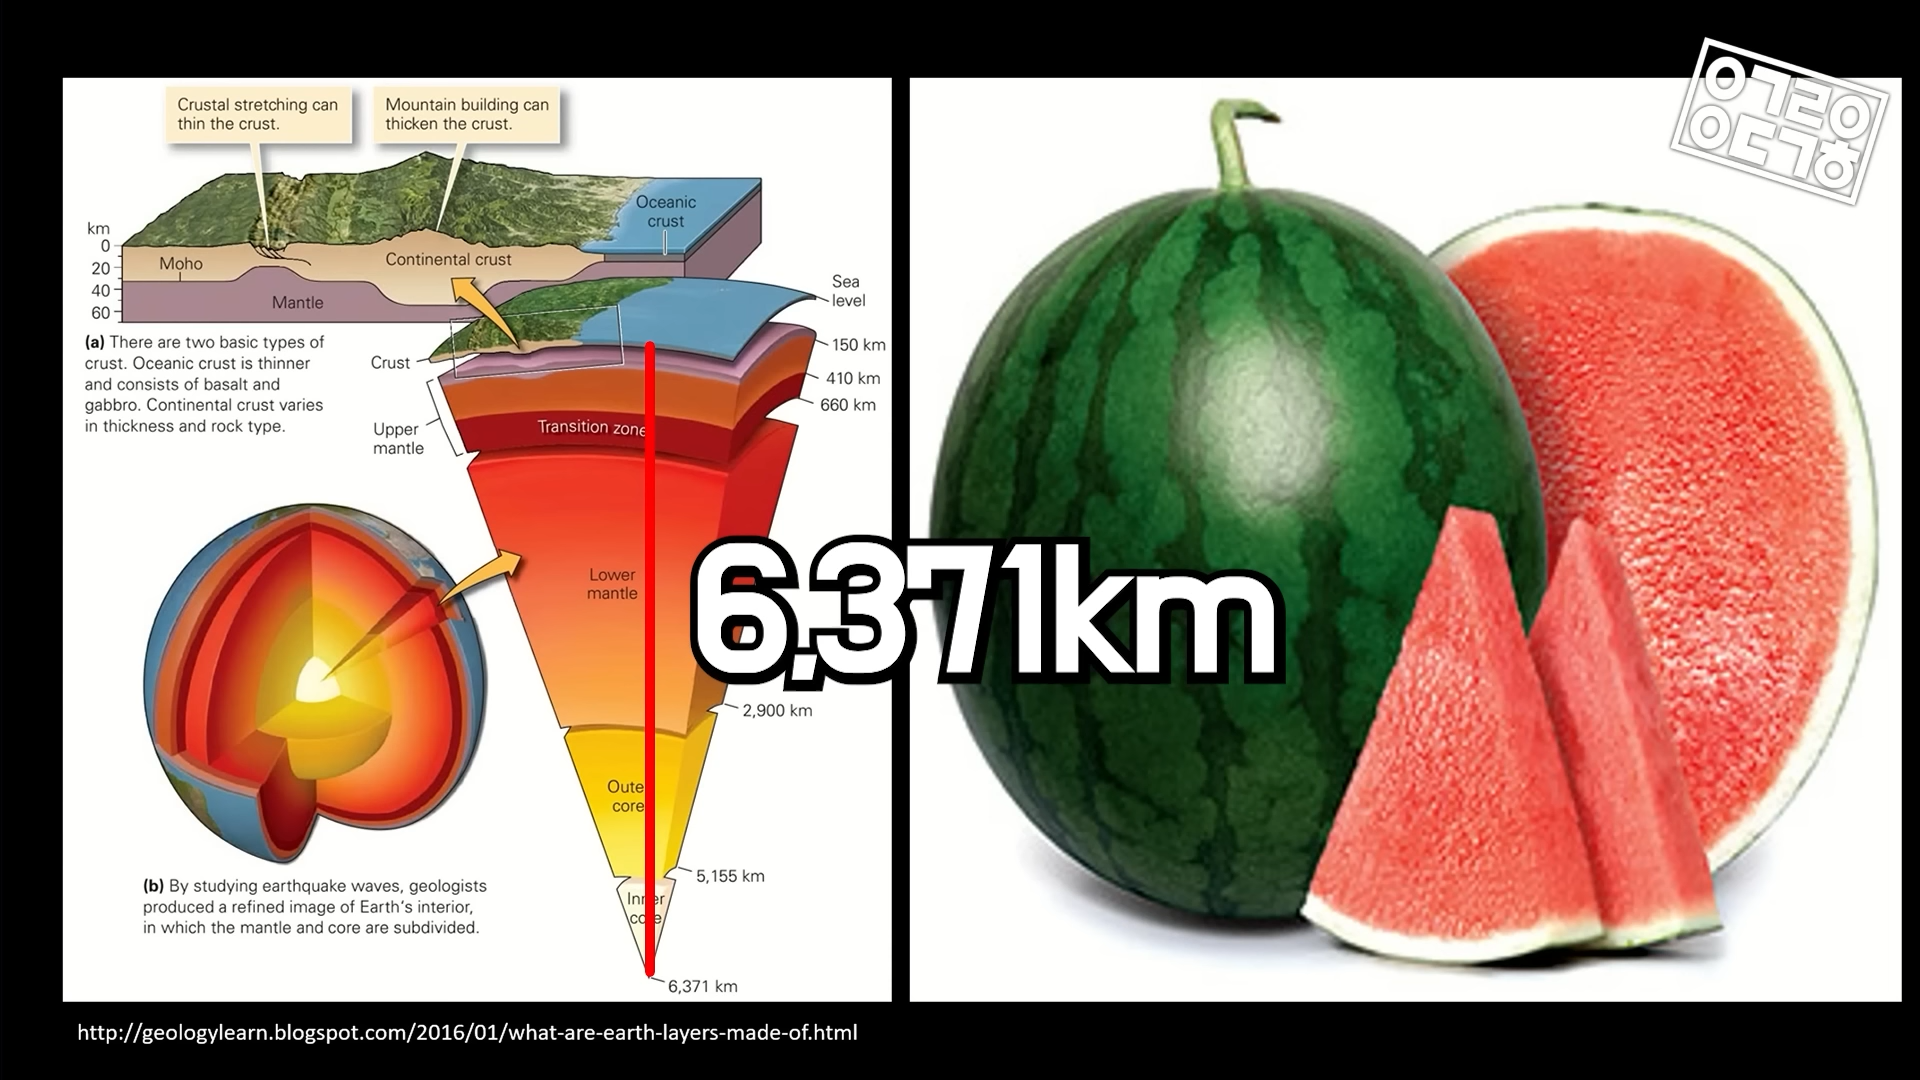 Crustal stretching can
thin the crust.
Mountain building can
thicken the crust.
Oceanic
crust
km
0
20
40
60
Moho
Continental crust
Mantle
Sea
level
150 km
410 km
660 km
(a) There are two basic types of
crust. Oceanic crust is thinner
and consists of basalt and
gabbro. Continental crust varies
in thickness and rock type.
Crust
Upper
mantle
Transition zone
Lower
mantle
6,371km
2,900 km
Oute
core
5,155 km
Inner
core
6,371 km
(b) By studying earthquake waves, geologists
produced a refined image of Earth's interior,
in which the mantle and core are subdivided.
http://geologylearn.blogspot.com/2016/01/what-are-earth-layers-made-of.html